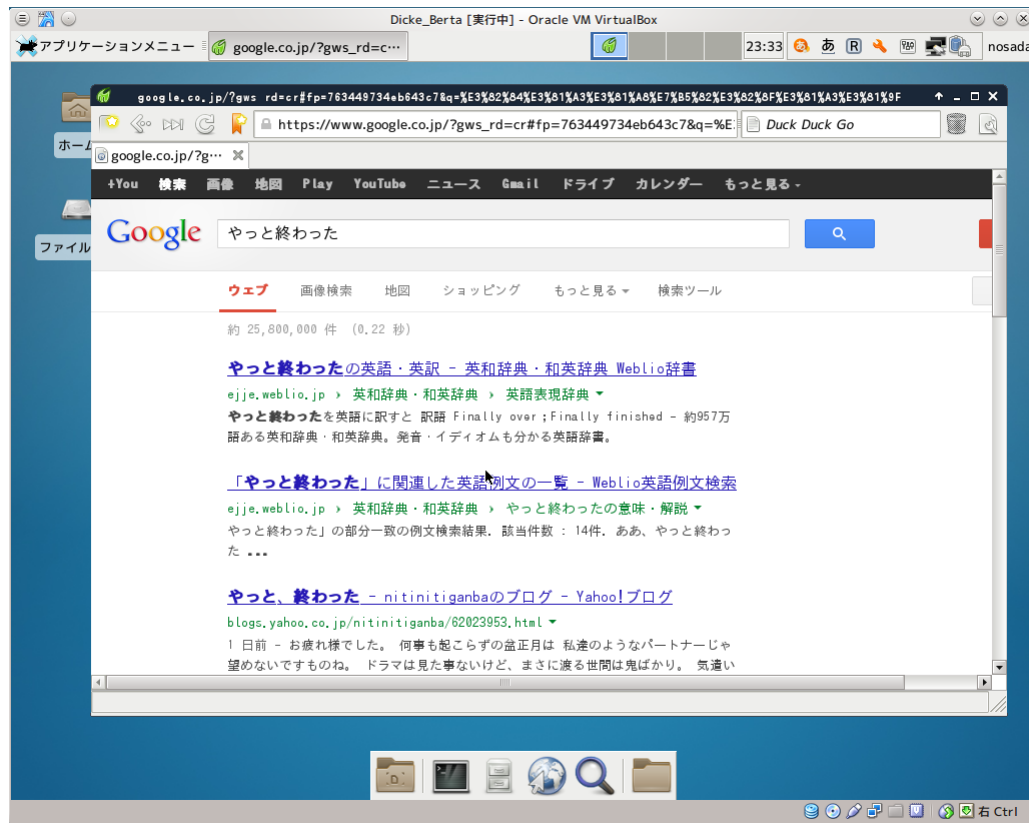 Dicke_Berta [実行中] - Oracle VM VirtualBox
アプリケーションメニュー google.co.jp/?gws_rd=c… 23:33 あ R nosada
google.co.jp/?gws rd=cr#fp=763449734eb643c7&q=%E3%82%84%E3%81%A3%E3%81%A8%E7%B5%82%E3%82%8F%E3%81%A3%E3%81%9F
https://www.google.co.jp/?gws_rd=cr#fp=763449734eb643c7&q=%E Duck Duck Go
google.co.jp/?g…
+You 検索 画像 地図 Play YouTube ニュース Gmail ドライブ カレンダー もっと見る
Google やっと終わった
ウェブ 画像検索 地図 ショッピング もっと見る 検索ツール
約 25,800,000 件 (0.22 秒)
やっと終わったの英語・英訳 - 英和辞典・和英辞典 Weblio辞書
ejje.weblio.jp › 英和辞典・和英辞典 › 英語表現辞典
やっと終わったを英語に訳すと 訳語 Finally over;Finally finished - 約957万
語ある英和辞典・和英辞典。発音・イディオムも分かる英語辞書。
「やっと終わった」に関連した英語例文の一覧 - Weblio英語例文検索
ejje.weblio.jp › 英和辞典・和英辞典 › やっと終わったの意味・解説
やっと終わった」の部分一致の例文検索結果. 該当件数 : 14件. ああ、やっと終わっ
た ...
やっと、終わった - nitinitiganbaのブログ - Yahoo!ブログ
blogs.yahoo.co.jp/nitinitiganba/62023953.html
1 日前 - お疲れ様でした。 何事も起こらずの盆正月は 私達のようなパートナーじゃ
望めないですものね。 ドラマは見た事ないけど、まさに渡る世間は鬼ばかり。 気遣い
ホー
ファイル
右 Ctrl